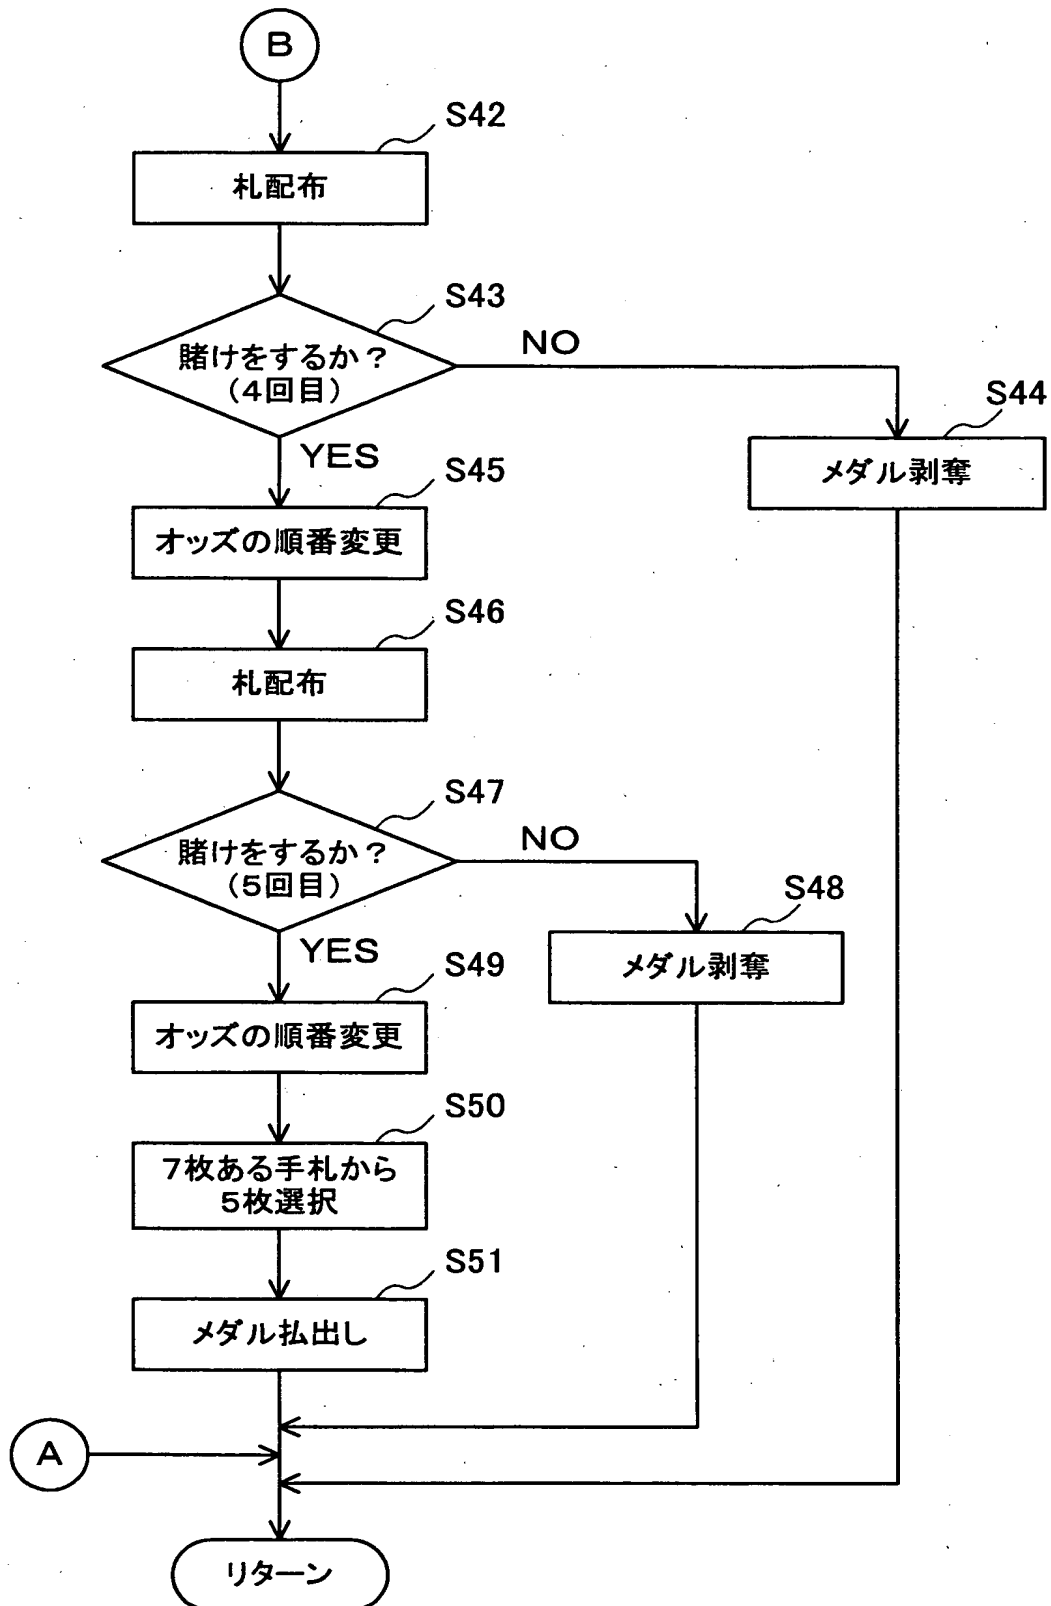 B
S42
札配布
S43
賭けをするか？
（４回目）
NO
YES
S44
メダル剥奪
S45
オッズの順番変更
S46
札配布
S47
賭けをするか？
（５回目）
NO
YES
S48
メダル剥奪
S49
オッズの順番変更
S50
７枚ある手札から
５枚選択
S51
メダル払出し
A
リターン